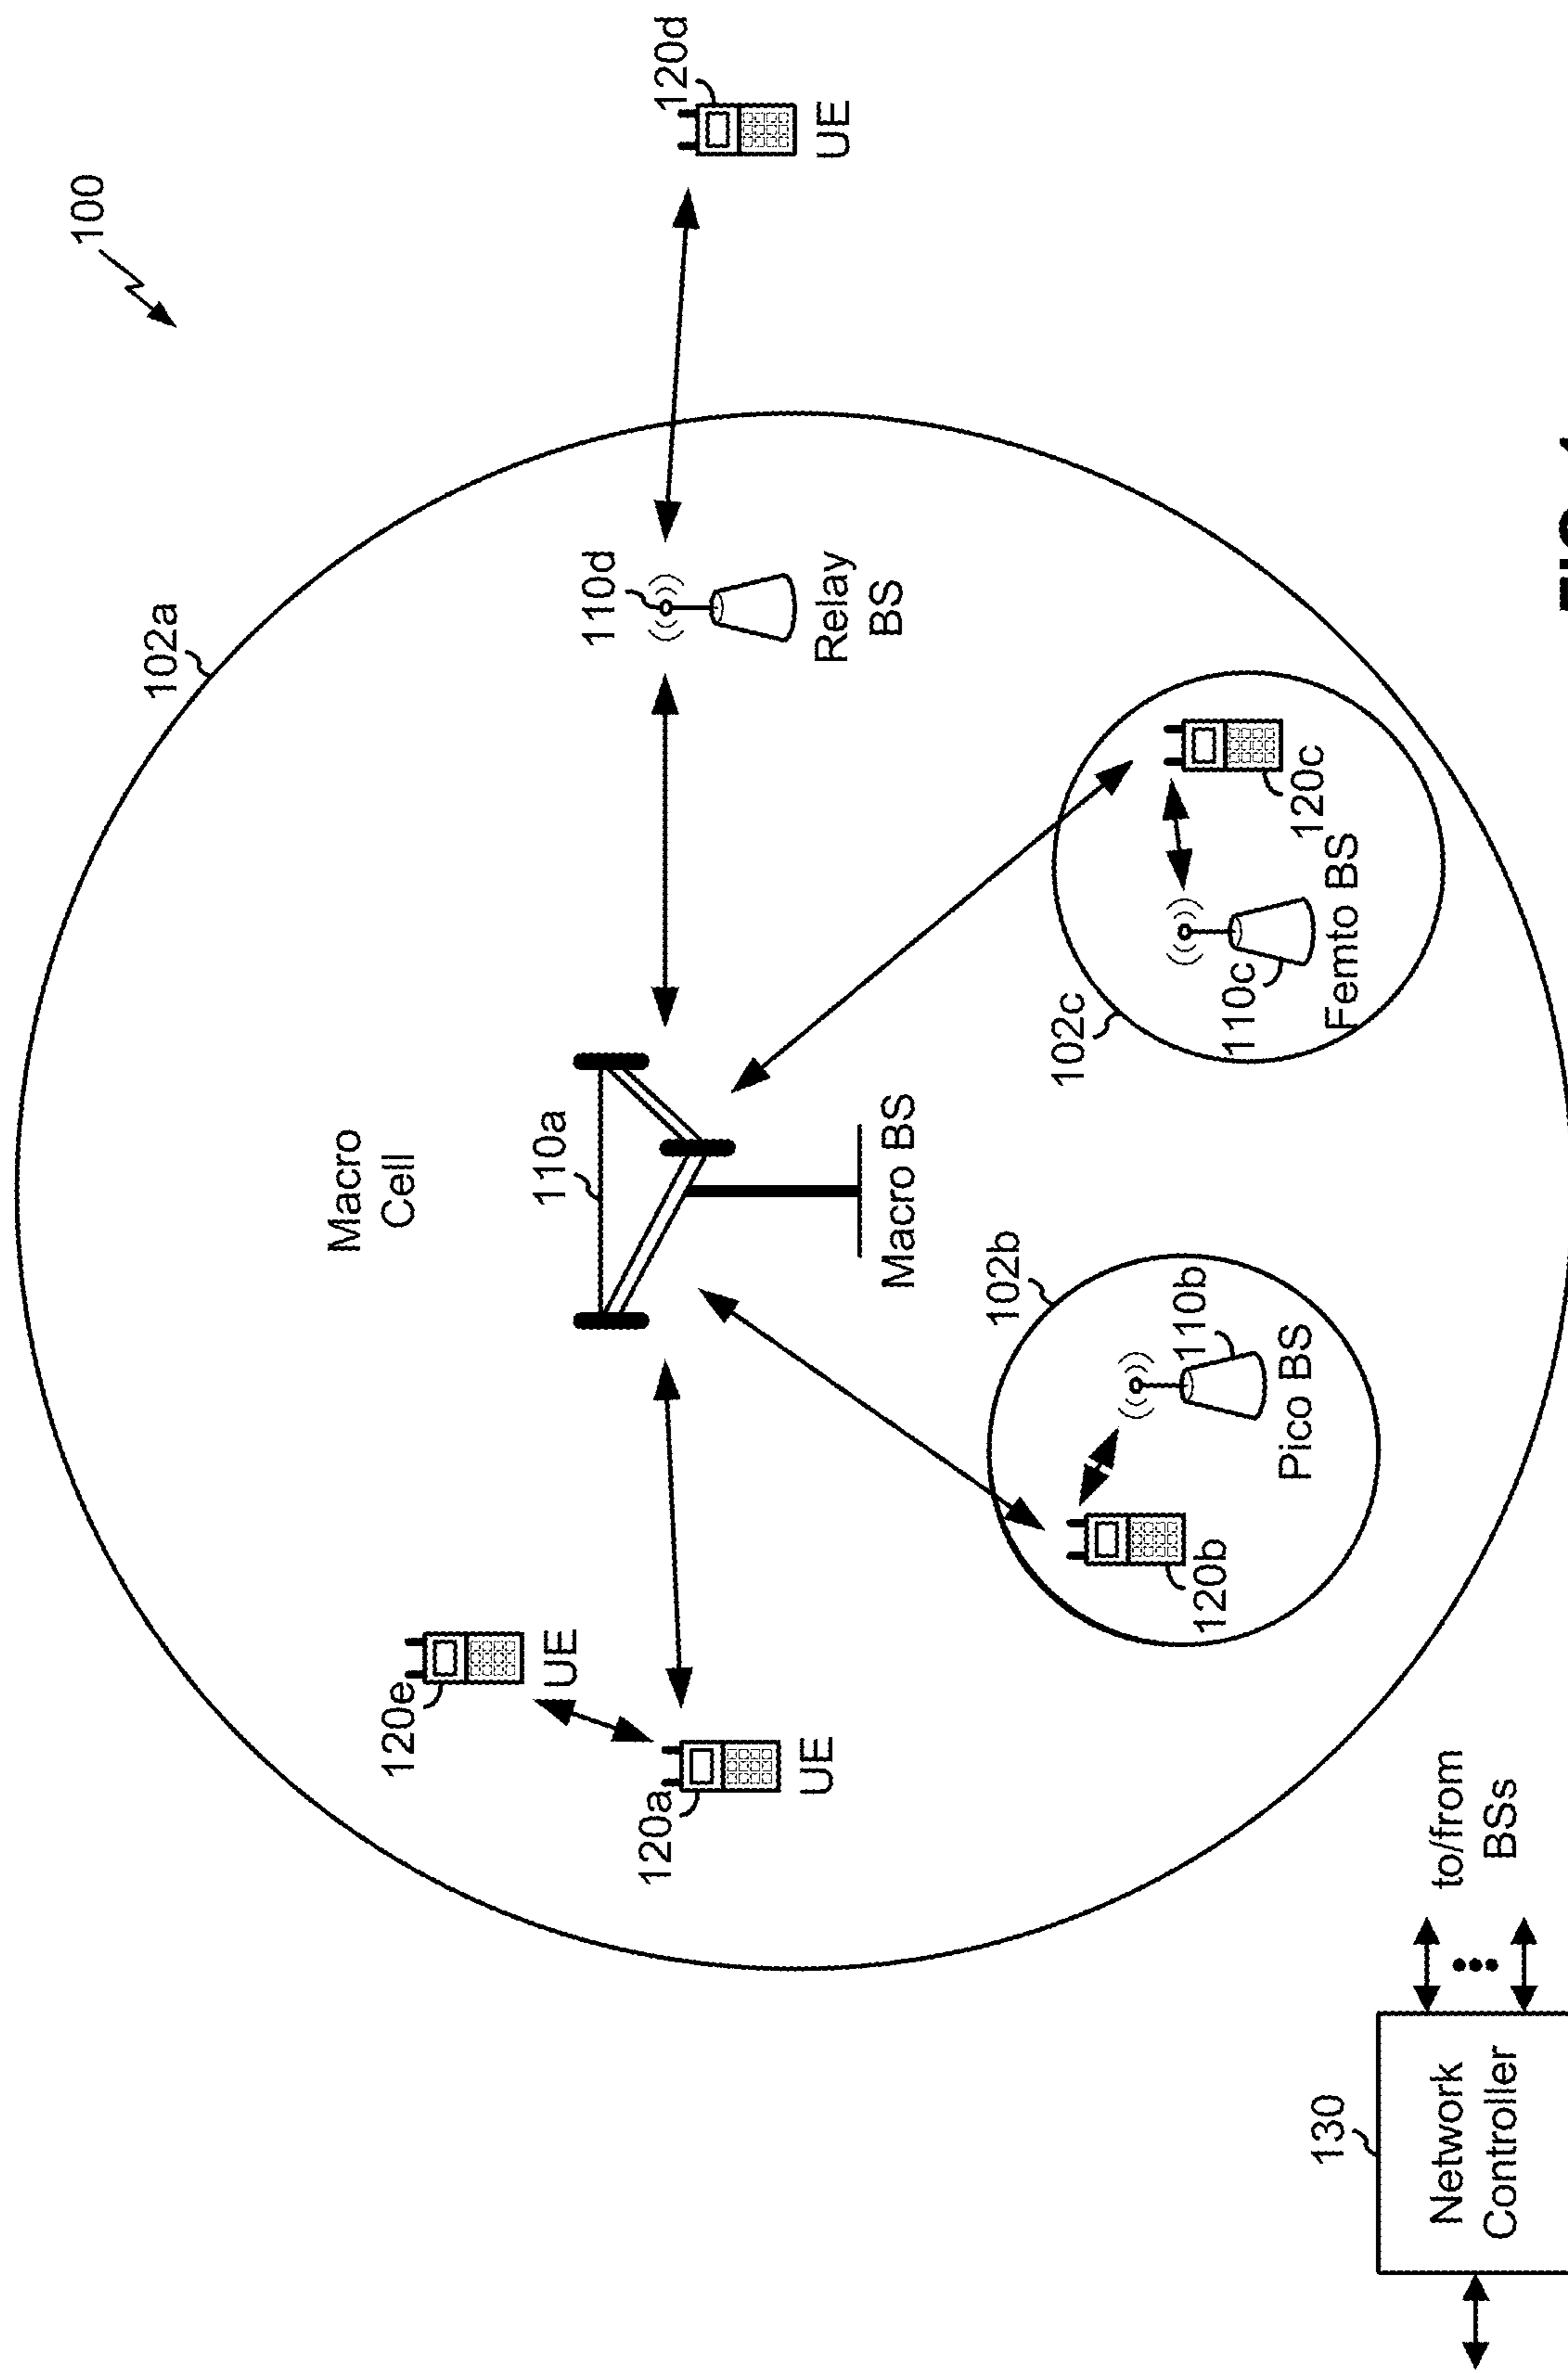 100
102a
Macro
Cell
120e
UE
110a
110d
120d
120a
UE
Relay
BS
UE
Macro BS
102b
102c
110b
120b
Pico BS
110c
120c
Femto BS
130
Network
Controller
to/from
BSs